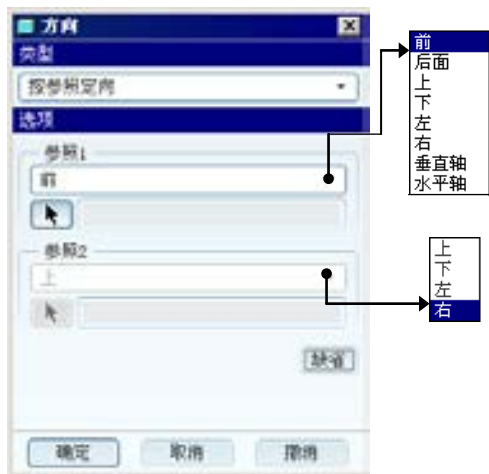 方向
类型
按参照定向
选项
参照1
前
参照2
上
缺省
确定
取消
撤消
前
后面
上
下
左
右
垂直轴
水平轴
上
下
左
右